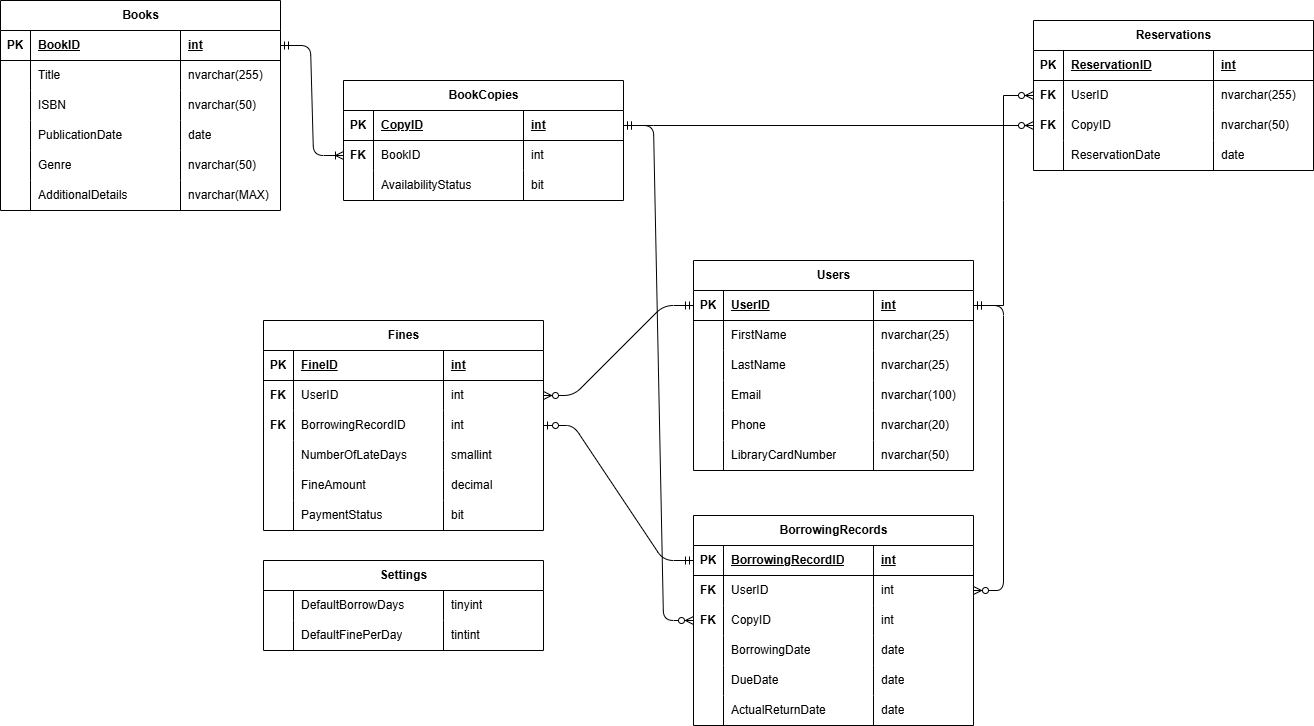 Books
PK BookID int
Title nvarchar(255)
ISBN nvarchar(50)
PublicationDate date
Genre nvarchar(50)
AdditionalDetails nvarchar(MAX)
BookCopies
PK CopyID int
FK BookID int
AvailabilityStatus bit
Reservations
PK ReservationID int
FK UserID nvarchar(255)
FK CopyID nvarchar(50)
ReservationDate date
Users
PK UserID int
FirstName nvarchar(25)
LastName nvarchar(25)
Email nvarchar(100)
Phone nvarchar(20)
LibraryCardNumber nvarchar(50)
Fines
PK FineID int
FK UserID int
FK BorrowingRecordID int
NumberOfLateDays smallint
FineAmount decimal
PaymentStatus bit
BorrowingRecords
PK BorrowingRecordID int
FK UserID int
FK CopyID int
BorrowingDate date
DueDate date
ActualReturnDate date
Settings
DefaultBorrowDays tinyint
DefaultFinePerDay tintint